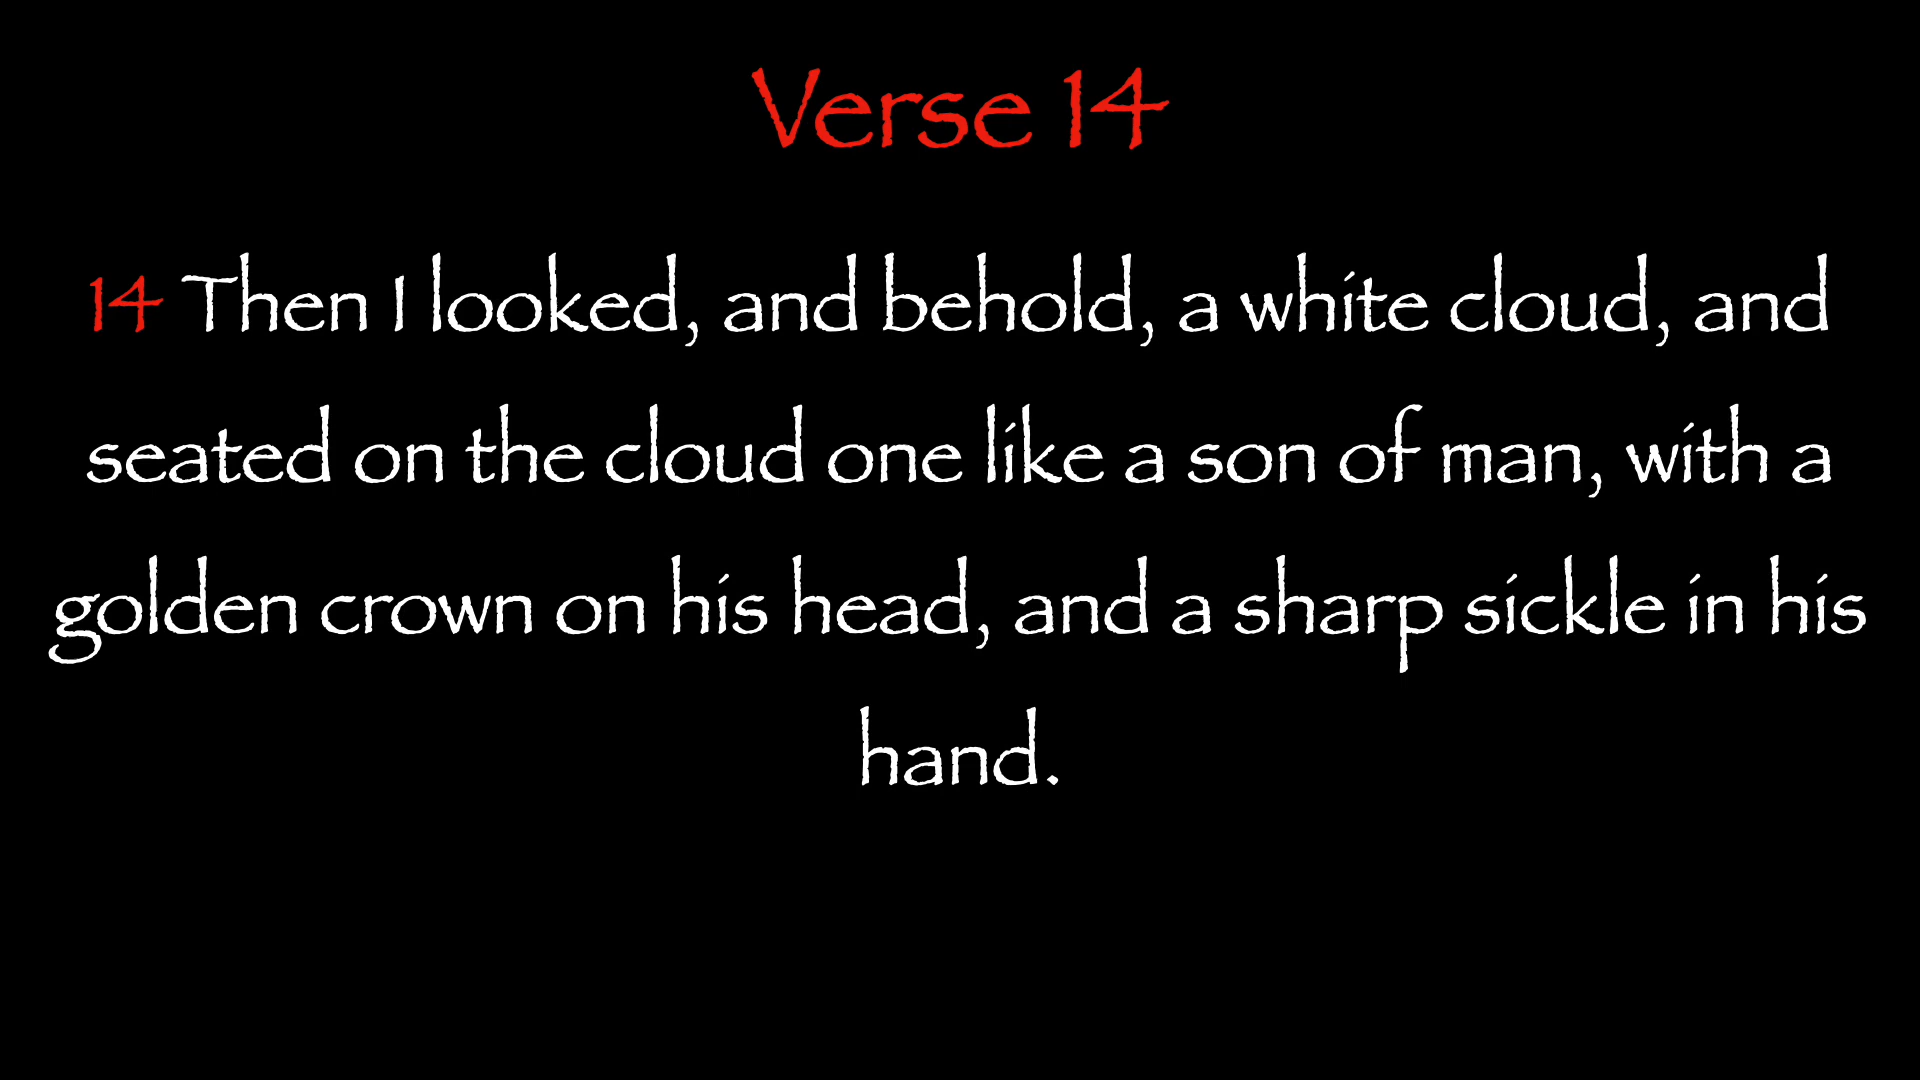 Verse 14
14 Then I looked, and behold, a white cloud, and
seated on the cloud one like a son of man, with a
golden crown on his head, and a sharp sickle in his
hand.